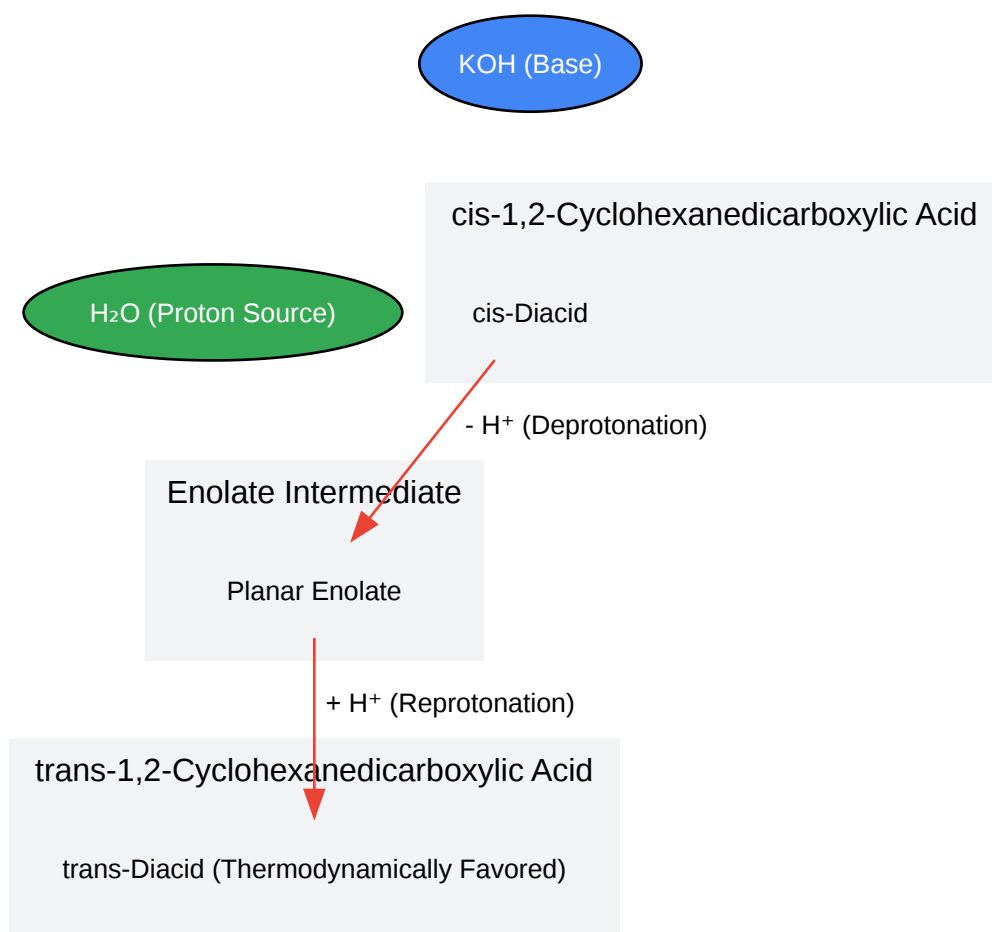 KOH (Base)
cis-1,2-Cyclohexanedicarboxylic Acid
H₂O (Proton Source)
cis-Diacid
- H⁺ (Deprotonation)
Enolate Intermediate
Planar Enolate
+ H⁺ (Reprotonation)
trans-1,2-Cyclohexanedicarboxylic Acid
trans-Diacid (Thermodynamically Favored)